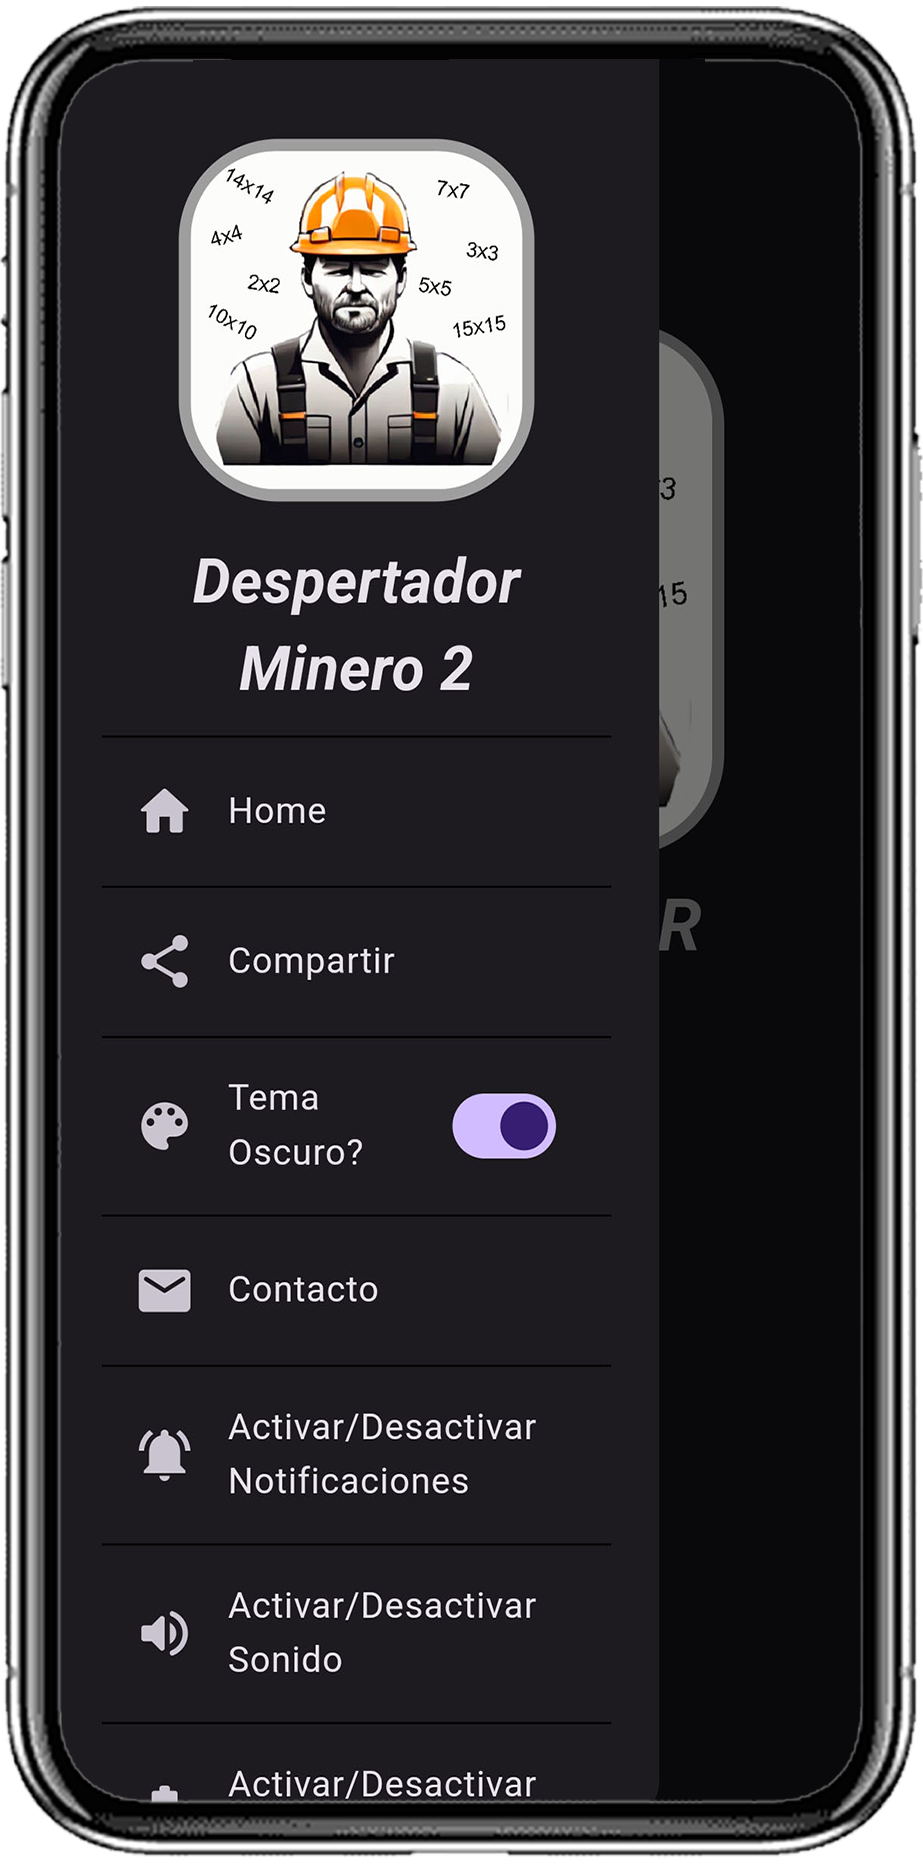 14x14
7x7
4x4
3x3
2x2
5x5
10x10
15x15
Despertador
Minero 2
Home
Compartir
Tema
Oscuro?
Contacto
Activar/Desactivar
Notificaciones
Activar/Desactivar
Sonido
Activar/Desactivar
3
15
R